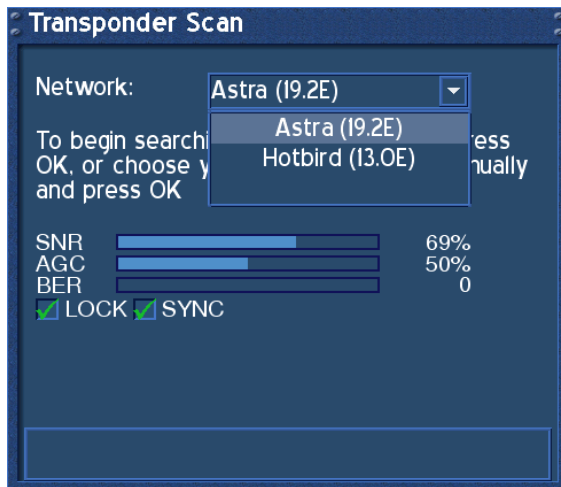 Transponder Scan
Network: Astra (19.2E)
Astra (19.2E)
Hotbird (13.0E)
To begin searchi ess
OK, or choose y nually
and press OK
SNR 69%
AGC 50%
BER 0
LOCK SYNC